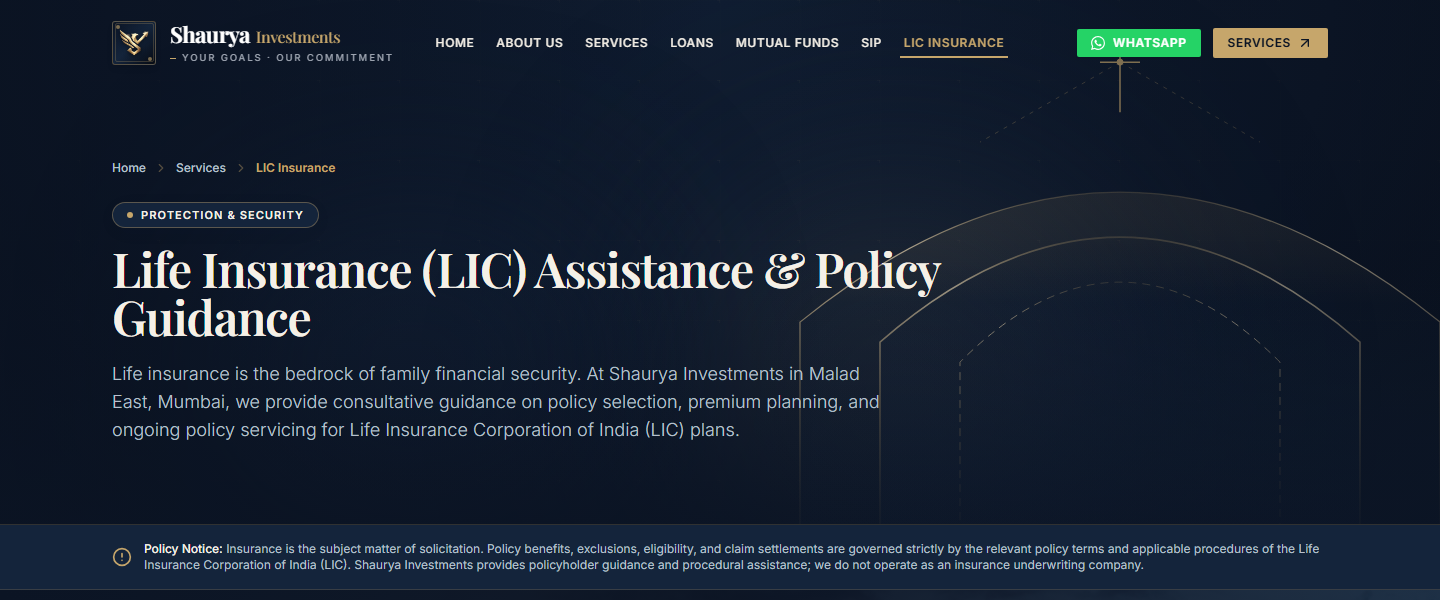 Shaurya Investments
– YOUR GOALS · OUR COMMITMENT
HOME ABOUT US SERVICES LOANS MUTUAL FUNDS SIP LIC INSURANCE
WHATSAPP
SERVICES
Home > Services > LIC Insurance
PROTECTION & SECURITY
Life Insurance (LIC) Assistance & Policy
Guidance
Life insurance is the bedrock of family financial security. At Shaurya Investments in Malad
East, Mumbai, we provide consultative guidance on policy selection, premium planning, and
ongoing policy servicing for Life Insurance Corporation of India (LIC) plans.
Policy Notice: Insurance is the subject matter of solicitation. Policy benefits, exclusions, eligibility, and claim settlements are governed strictly by the relevant policy terms and applicable procedures of the Life
Insurance Corporation of India (LIC). Shaurya Investments provides policyholder guidance and procedural assistance; we do not operate as an insurance underwriting company.